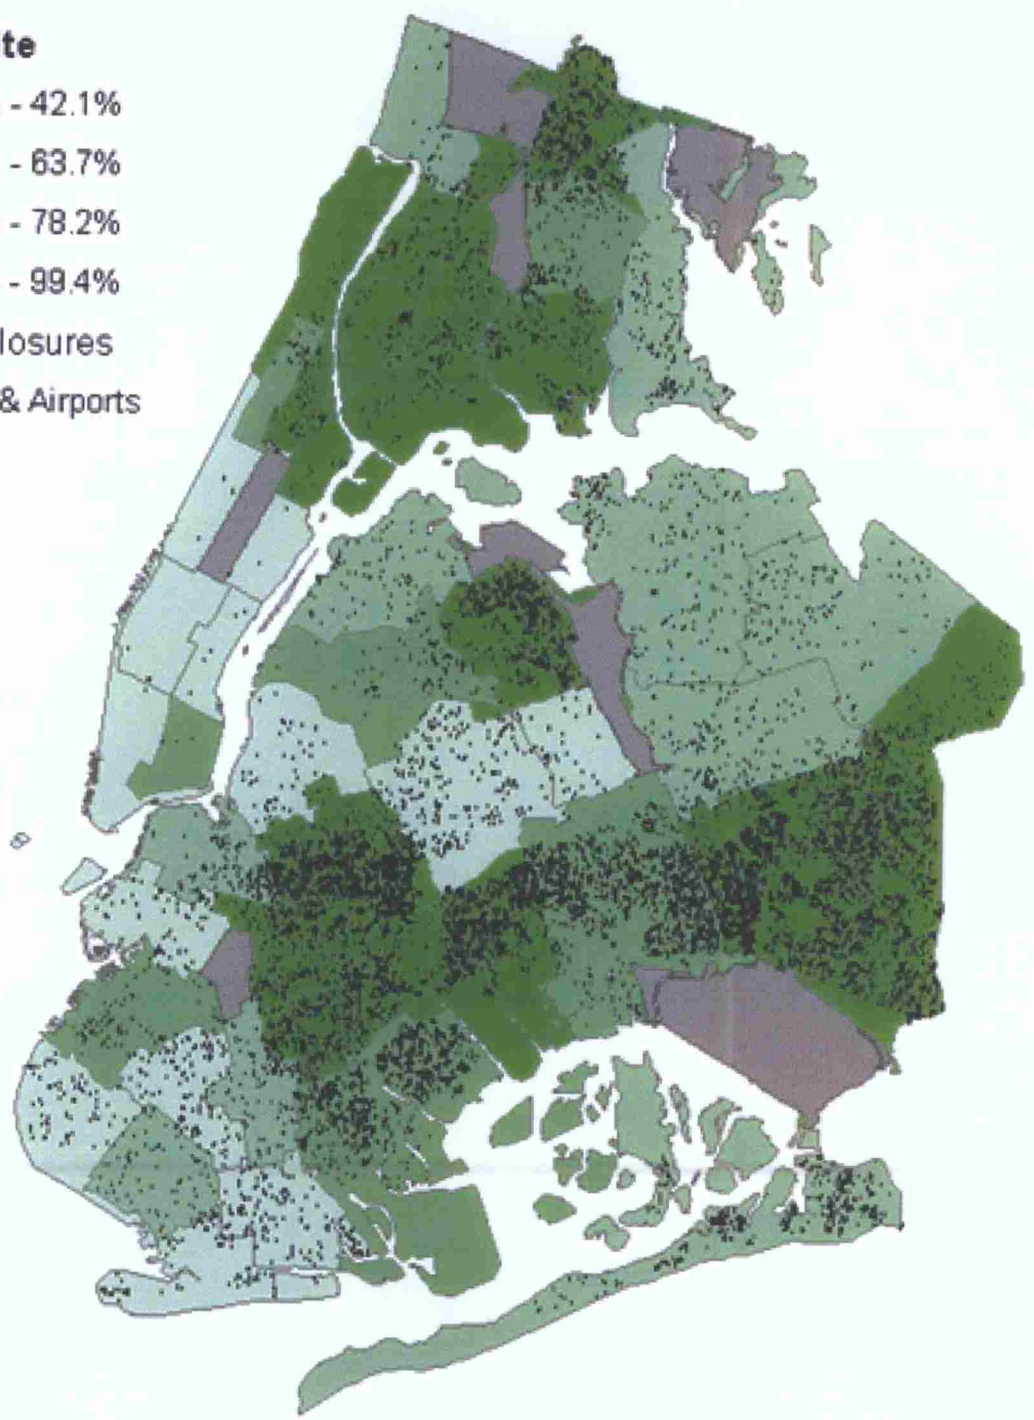 te
- 42.1%
- 63.7%
- 78.2%
- 99.4%
losures
& Airports